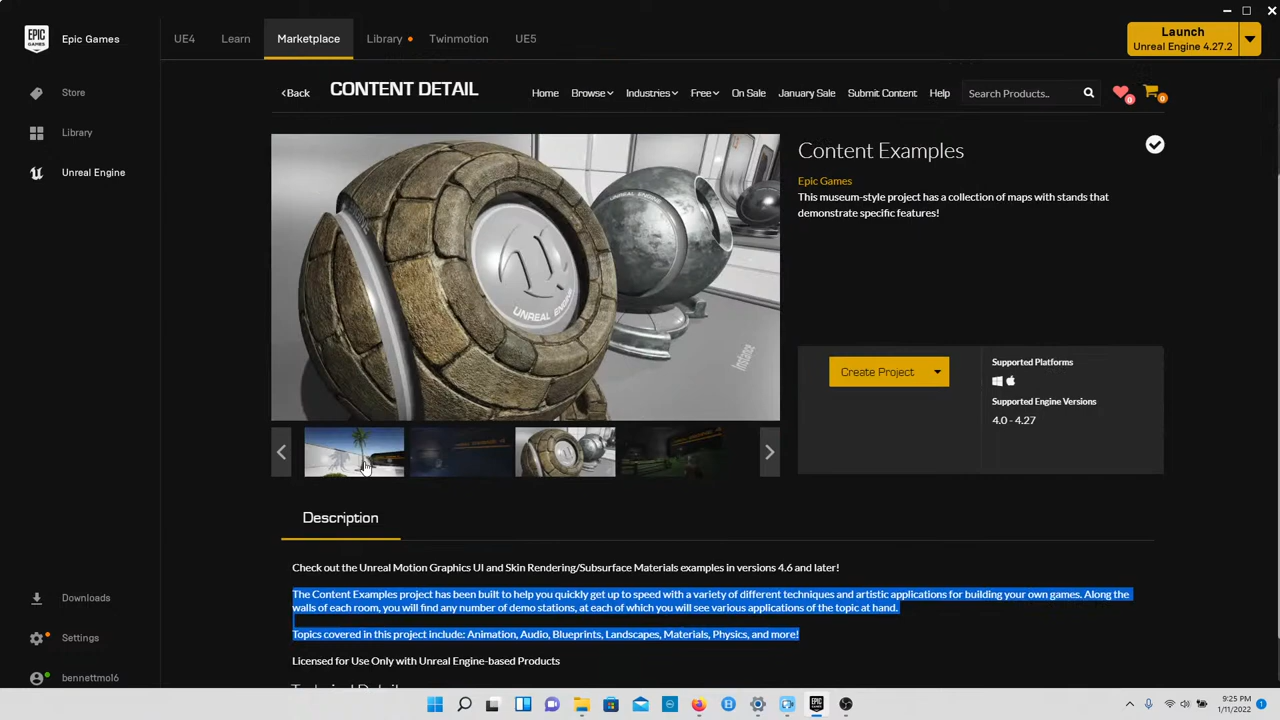 EPIC GAMES
Epic Games
UE4
Learn
Marketplace
Library
Twinmotion
UE5
Launch
Unreal Engine 4.27.2
Store
Library
Unreal Engine
Back
CONTENT DETAIL
Home
Browse
Industries
Free
On Sale
January Sale
Submit Content
Help
Search Products..
0
0
UNREAL ENGINE
UNREAL ENGINE
Instance
Content Examples
Epic Games
This museum-style project has a collection of maps with stands that
demonstrate specific features!
Create Project
Supported Platforms
Supported Engine Versions
4.0 - 4.27
Description
Check out the Unreal Motion Graphics UI and Skin Rendering/Subsurface Materials examples in versions 4.6 and later!
The Content Examples project has been built to help you quickly get up to speed with a variety of different techniques and artistic applications for building your own games. Along the
walls of each room, you will find any number of demo stations, at each of which you will see various applications of the topic at hand.
Topics covered in this project include: Animation, Audio, Blueprints, Landscapes, Materials, Physics, and more!
Licensed for Use Only with Unreal Engine-based Products
Downloads
Settings
bennettmol6
9:25 PM
1/11/2022